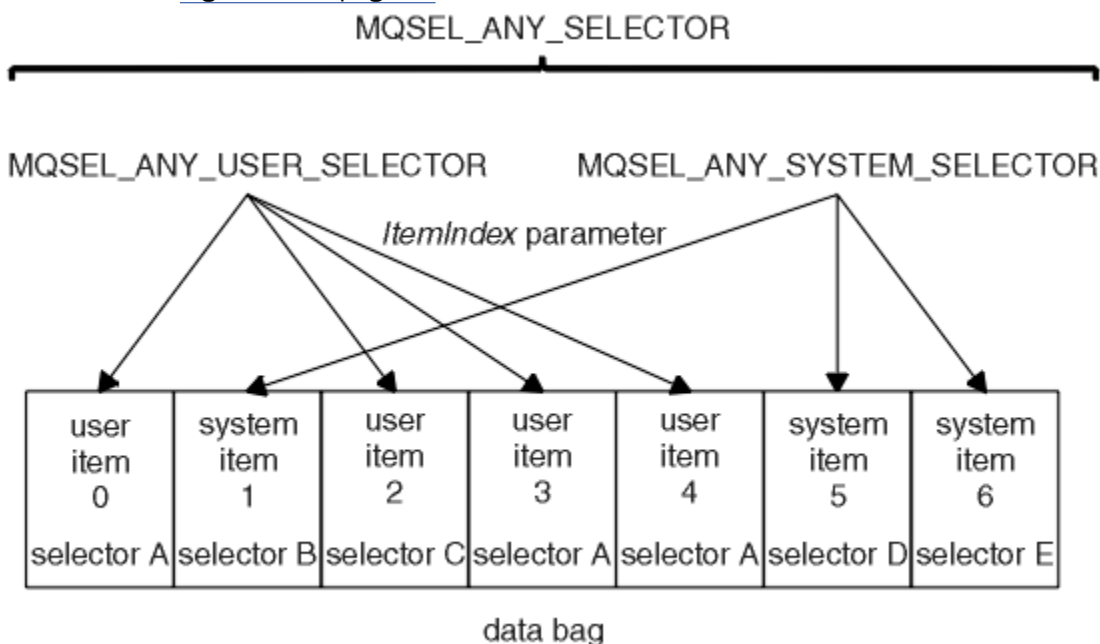 MQSEL_ANY_SELECTOR
MQSEL_ANY_USER_SELECTOR
MQSEL_ANY_SYSTEM_SELECTOR
ItemIndex parameter
user item 0 selector A
system item 1 selector B
user item 2 selector C
user item 3 selector A
user item 4 selector A
system item 5 selector D
system item 6 selector E
data bag